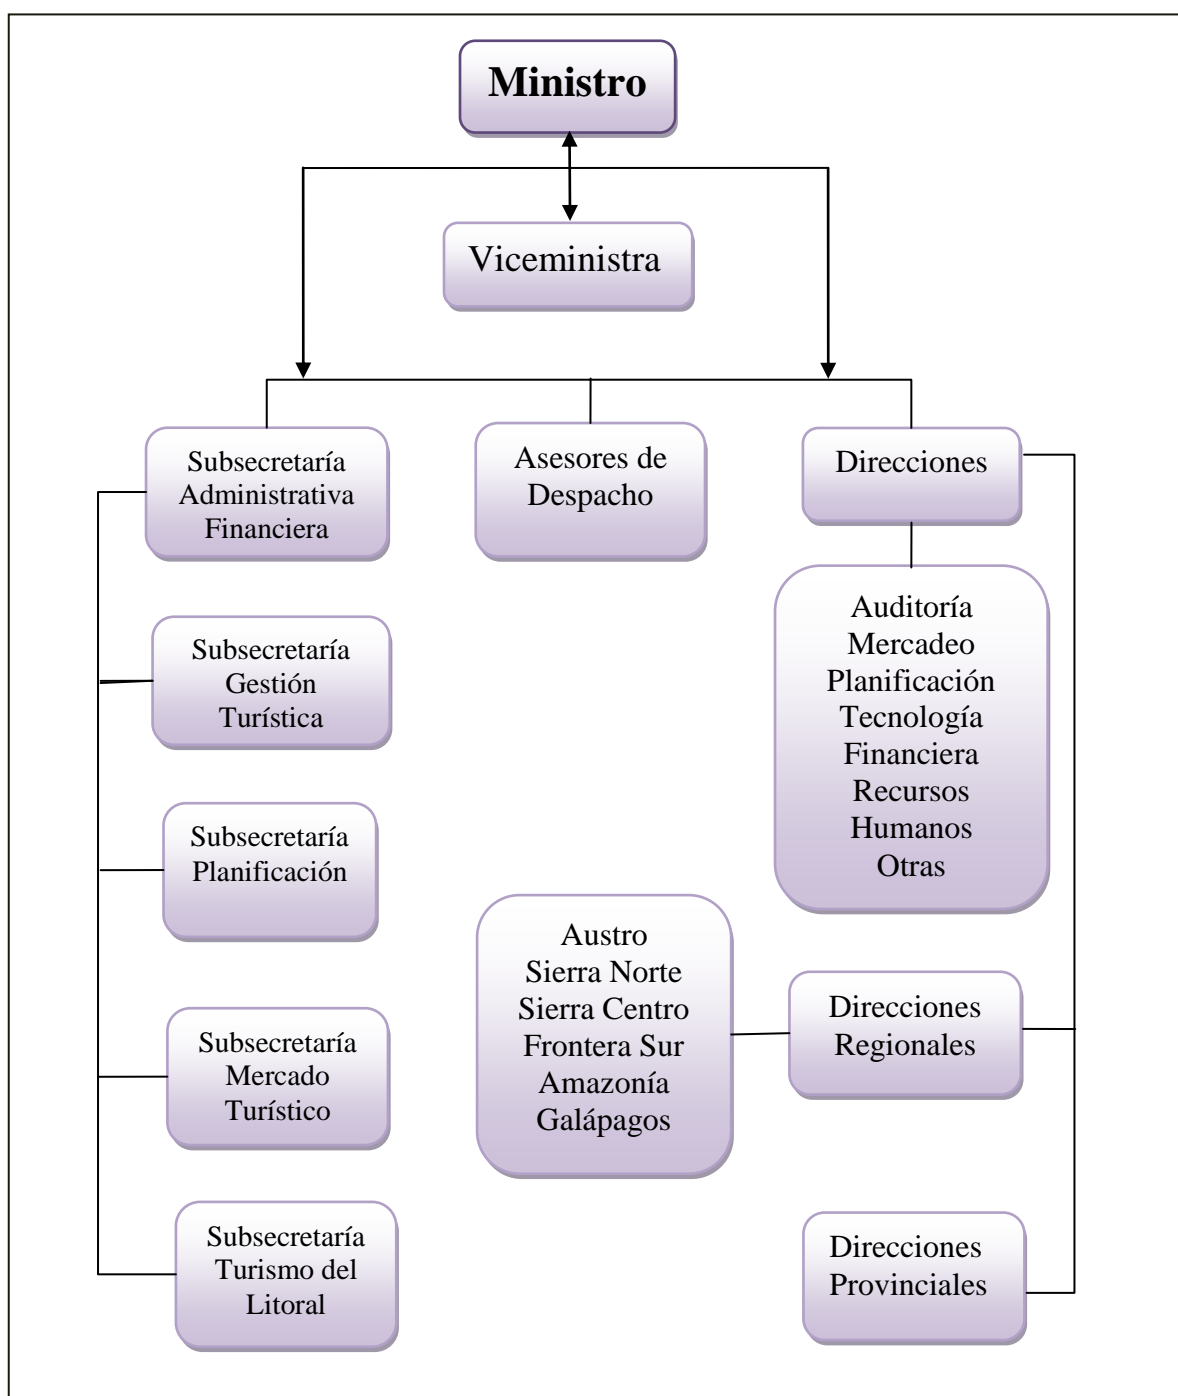 Ministro
Viceministra
Subsecretaría
Administrativa
Financiera
Asesores de
Despacho
Direcciones
Subsecretaría
Gestión
Turística
Auditoría
Mercadeo
Planificación
Tecnología
Financiera
Recursos
Humanos
Otras
Subsecretaría
Planificación
Austro
Sierra Norte
Sierra Centro
Frontera Sur
Amazonía
Galápagos
Direcciones
Regionales
Subsecretaría
Mercado
Turístico
Subsecretaría
Turismo del
Litoral
Direcciones
Provinciales